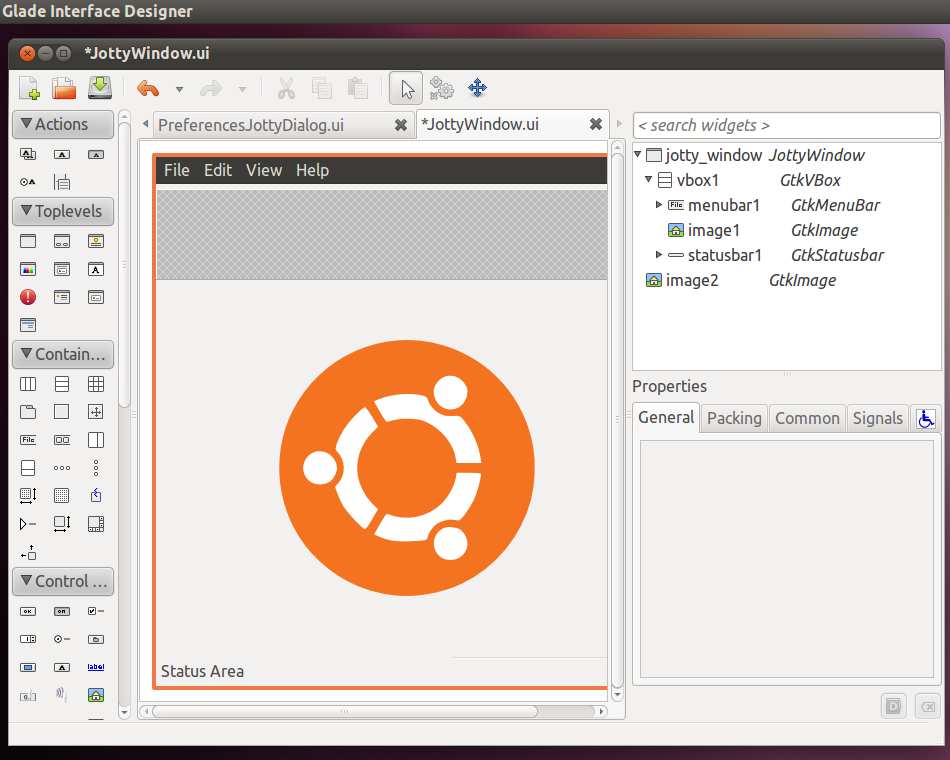 Glade Interface Designer
*JottyWindow.ui
Actions
PreferencesJottyDialog.ui
*JottyWindow.ui
< search widgets >
File Edit View Help
jotty_window JottyWindow
vbox1 GtkVBox
menubar1 GtkMenuBar
image1 GtkImage
statusbar1 GtkStatusbar
image2 GtkImage
Toplevels
Contain...
Properties
General Packing Common Signals
Control ...
label
Status Area